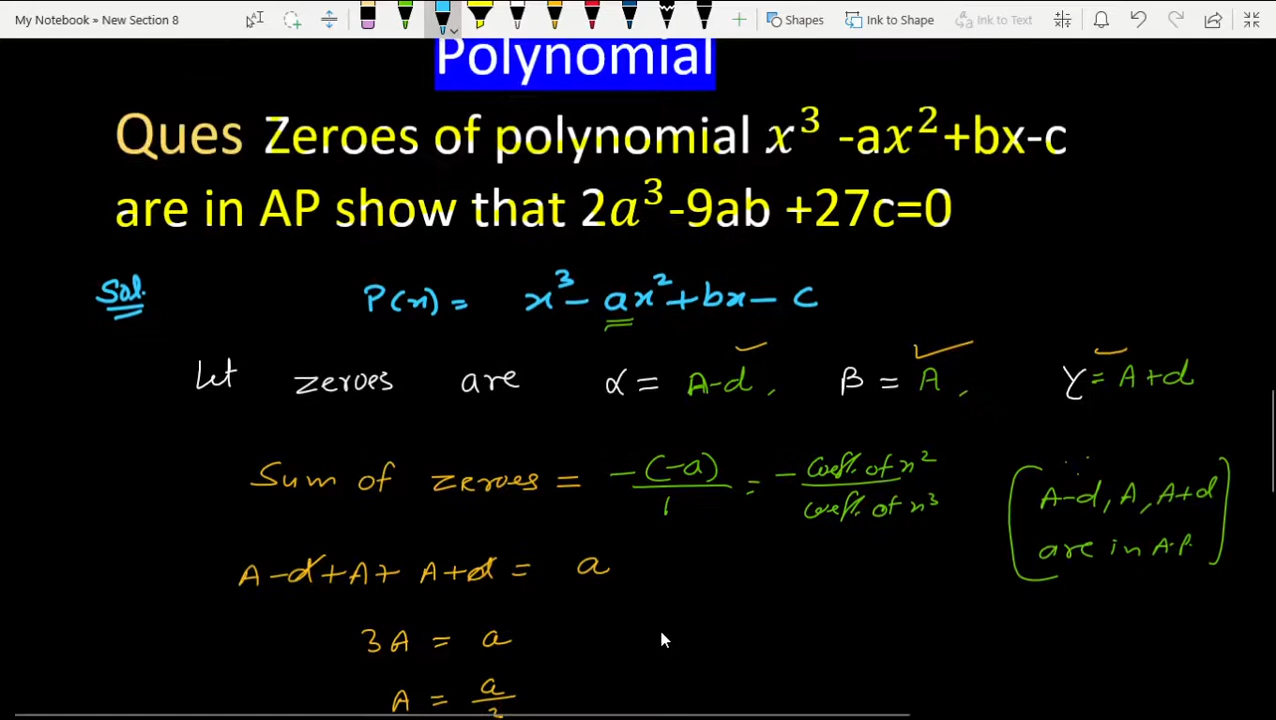 My Notebook » New Section 8
Shapes
Ink to Shape
Ink to Text
Polynomial
Ques Zeroes of polynomial x³ -ax²+bx-c
are in AP show that 2a³-9ab +27c=0
Sol.
P(x) = x³ - ax² + bx - c
Let zeroes are α = A-d, β = A, γ = A+d
Sum of zeroes = -(-a)/1 = - Coeff. of x²/Coeff. of x³
(∵ A-d, A, A+d
are in A.P.)
A-d+A+A+d = a
3A = a
A = a/3